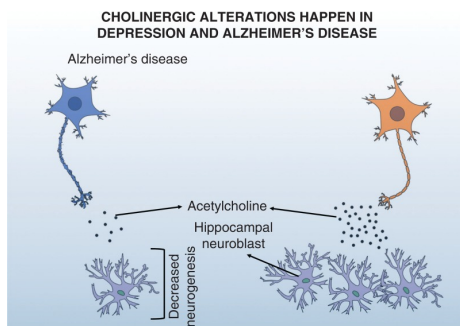 CHOLINERGIC ALTERATIONS HAPPEN IN
DEPRESSION AND ALZHEIMER'S DISEASE
Alzheimer's disease
Acetylcholine
Hippocampal
neuroblast
Decreased
neurogenesis